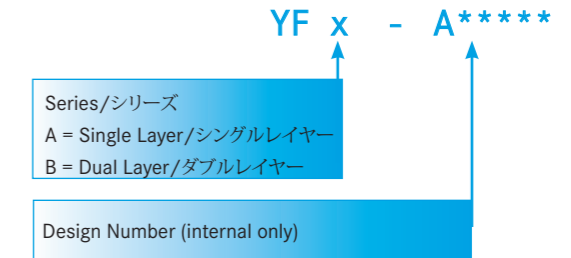 YF x - A*****
Series/シリーズ
A = Single Layer/シングルレイヤー
B = Dual Layer/ダブルレイヤー
Design Number (internal only)